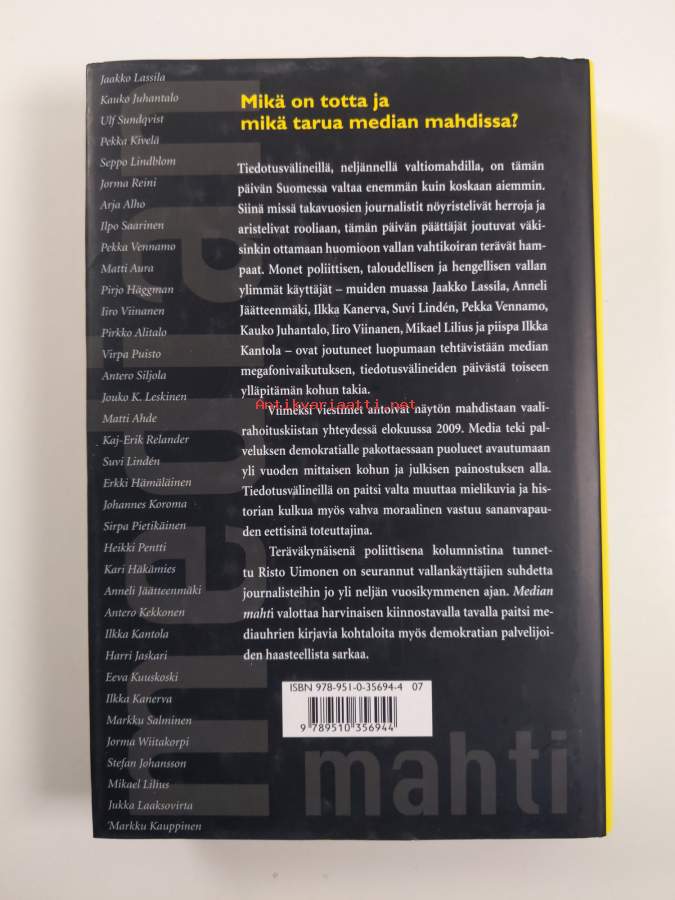 Jaakko Lassila
Kauko Juhantalo
Ulf Sundqvist
Pekka Kivelä
Seppo Lindblom
Jorma Reini
Arja Alho
Ilpo Saarinen
Pekka Vennamo
Matti Aura
Pirjo Häggman
Iiro Viinanen
Pirkko Alitalo
Virpa Puisto
Antero Siljola
Jouko K. Leskinen
Matti Ahde
Kaj-Erik Relander
Suvi Lindén
Erkki Hämäläinen
Johannes Koroma
Sirpa Pietikäinen
Heikki Pentti
Kari Häkämies
Anneli Jäätteenmäki
Antero Kekkonen
Ilkka Kantola
Harri Jaskari
Eeva Kuuskoski
Ilkka Kanerva
Markku Salminen
Jorma Wiitakorpi
Stefan Johansson
Mikael Lilius
Jukka Laaksovirta
Markku Kauppinen
median
Mikä on totta ja
mikä tarua median mahdissa?
Tiedotusvälineillä, neljännellä valtiomahdilla, on tämän
päivän Suomessa valtaa enemmän kuin koskaan aiemmin.
Siinä missä takavuosien journalistit nöyristelivät herroja ja
aristelivat rooliaan, tämän päivän päättäjät joutuvat väki-
sinkin ottamaan huomioon vallan vahtikoiran terävät ham-
paat. Monet poliittisen, taloudellisen ja hengellisen vallan
ylimmät käyttäjät – muiden muassa Jaakko Lassila, Anneli
Jäätteenmäki, Ilkka Kanerva, Suvi Lindén, Pekka Vennamo,
Kauko Juhantalo, Iiro Viinanen, Mikael Lilius ja piispa Ilkka
Kantola – ovat joutuneet luopumaan tehtävistään median
megafonivaikutuksen, tiedotusvälineiden päivästä toiseen
ylläpitämän kohun takia.
Antikvariaatti.net
Viimeksi viestimet antoivat näytön mahdistaan vaali-
rahoituskiistan yhteydessä elokuussa 2009. Media teki pal-
veluksen demokratialle pakottaessaan puolueet avautumaan
yli vuoden mittaisen kohun ja julkisen painostuksen alla.
Tiedotusvälineillä on paitsi valta muuttaa mielikuvia ja his-
torian kulkua myös vahva moraalinen vastuu sananvapau-
den eettisinä toteuttajina.
Teräväkynäisenä poliittisena kolumnistina tunnet-
tu Risto Uimonen on seurannut vallankäyttäjien suhdetta
journalisteihin jo yli neljän vuosikymmenen ajan. Median
mahti valottaa harvinaisen kiinnostavalla tavalla paitsi me-
diauhrien kirjavia kohtaloita myös demokratian palvelijoi-
den haasteellista sarkaa.
ISBN 978-951-0-35694-4 07
9 789510 356944
mahti